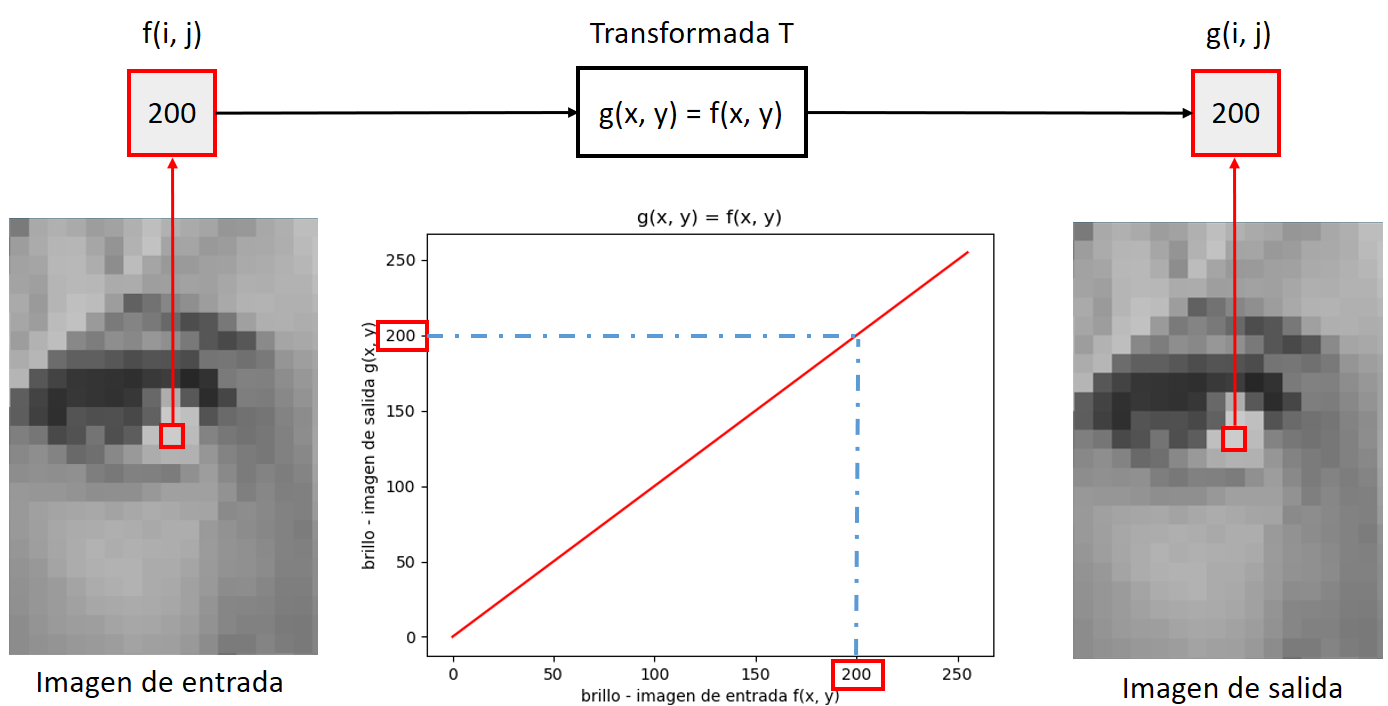 f(i, j)
Transformada T
g(i, j)
200
g(x, y) = f(x, y)
200
g(x, y) = f(x, y)
250
200
150
100
50
0
brillo - imagen de salida g(x, y)
0
50
100
150
200
250
brillo - imagen de entrada f(x, y)
Imagen de entrada
Imagen de salida